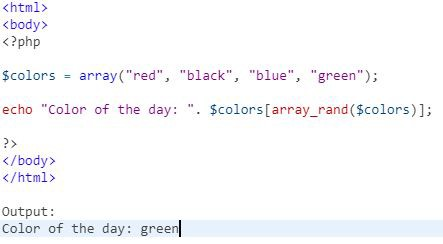 <html>
<body>
<?php
$colors = array("red", "black", "blue", "green");
echo "Color of the day: ". $colors[array_rand($colors)];
?>
</body>
</html>
Output:
Color of the day: green